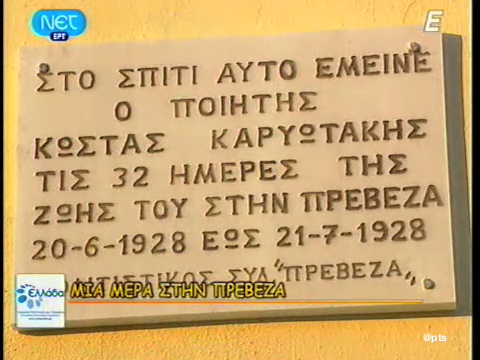 NET
ΕΡΤ
E
ΣΤΟ ΣΠΙΤΙ ΑΥΤΟ ΕΜΕΙΝΕ
Ο ΠΟΙΗΤΗΣ
ΚΩΣΤΑΣ ΚΑΡΥΩΤΑΚΗΣ
ΤΙΣ 32 ΗΜΕΡΕΣ ΤΗΣ
ΖΩΗΣ ΤΟΥ ΣΤΗΝ ΠΡΕΒΕΖΑ
20-6-1928 ΕΩΣ 21-7-1928
ΣΥΛ "ΠΡΕΒΕΖΑ"
ελλάδα
ΜΙΑ ΜΕΡΑ ΣΤΗΝ ΠΡΕΒΕΖΑ
@pts